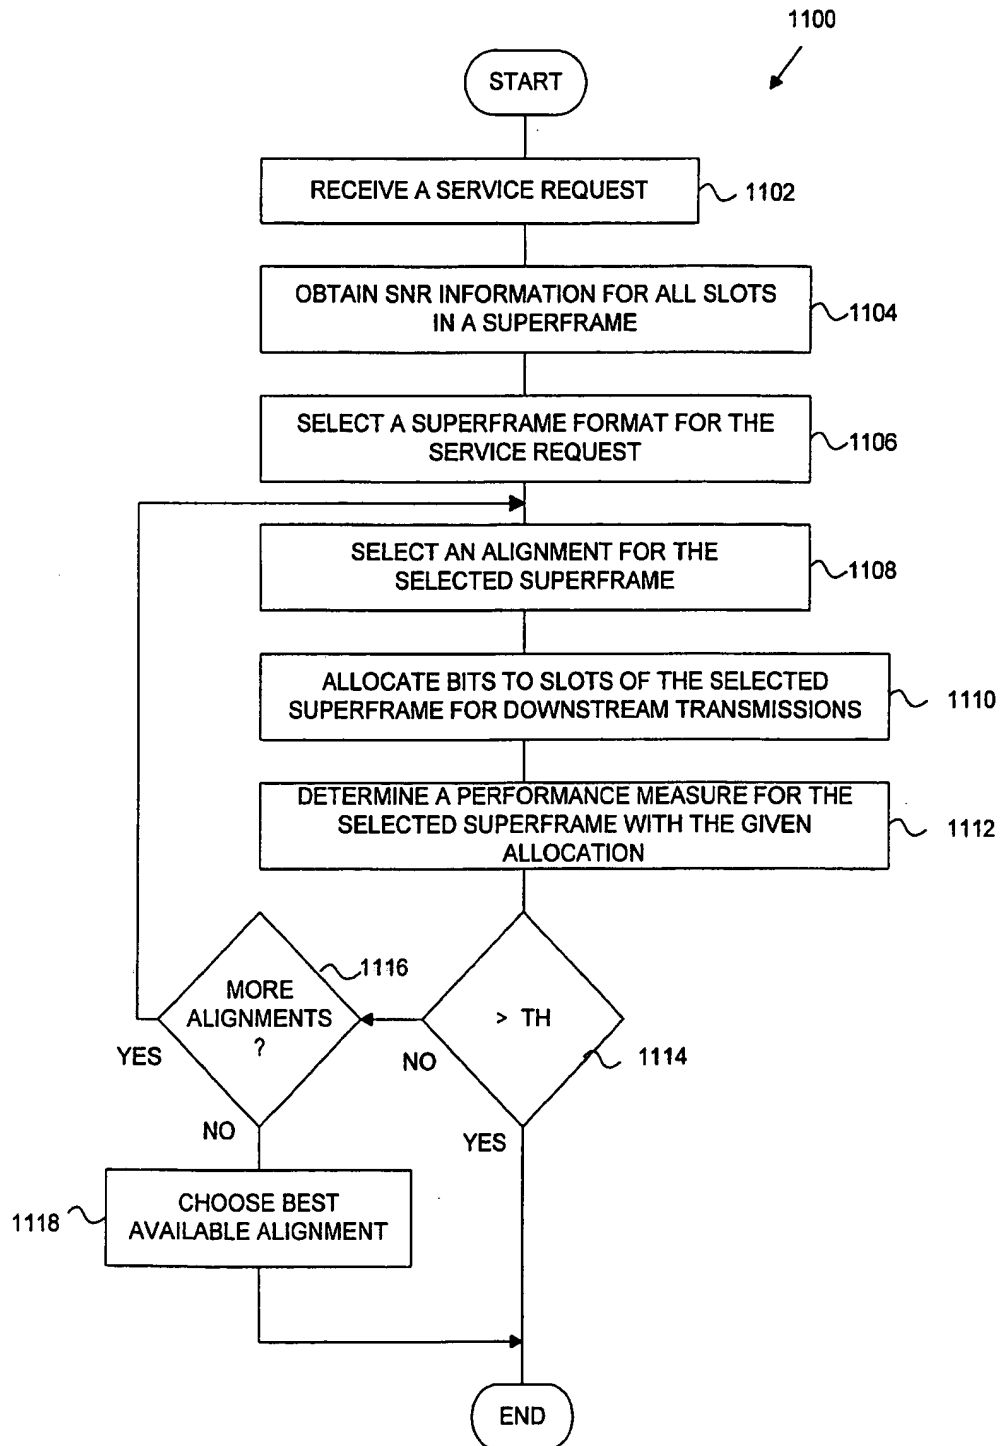 1100
START
RECEIVE A SERVICE REQUEST
1102
OBTAIN SNR INFORMATION FOR ALL SLOTS
IN A SUPERFRAME
1104
SELECT A SUPERFRAME FORMAT FOR THE
SERVICE REQUEST
1106
SELECT AN ALIGNMENT FOR THE
SELECTED SUPERFRAME
1108
ALLOCATE BITS TO SLOTS OF THE SELECTED
SUPERFRAME FOR DOWNSTREAM TRANSMISSIONS
1110
DETERMINE A PERFORMANCE MEASURE FOR THE
SELECTED SUPERFRAME WITH THE GIVEN
ALLOCATION
1112
MORE
ALIGNMENTS
?
1116
> TH
1114
YES
NO
NO
YES
CHOOSE BEST
AVAILABLE ALIGNMENT
1118
END